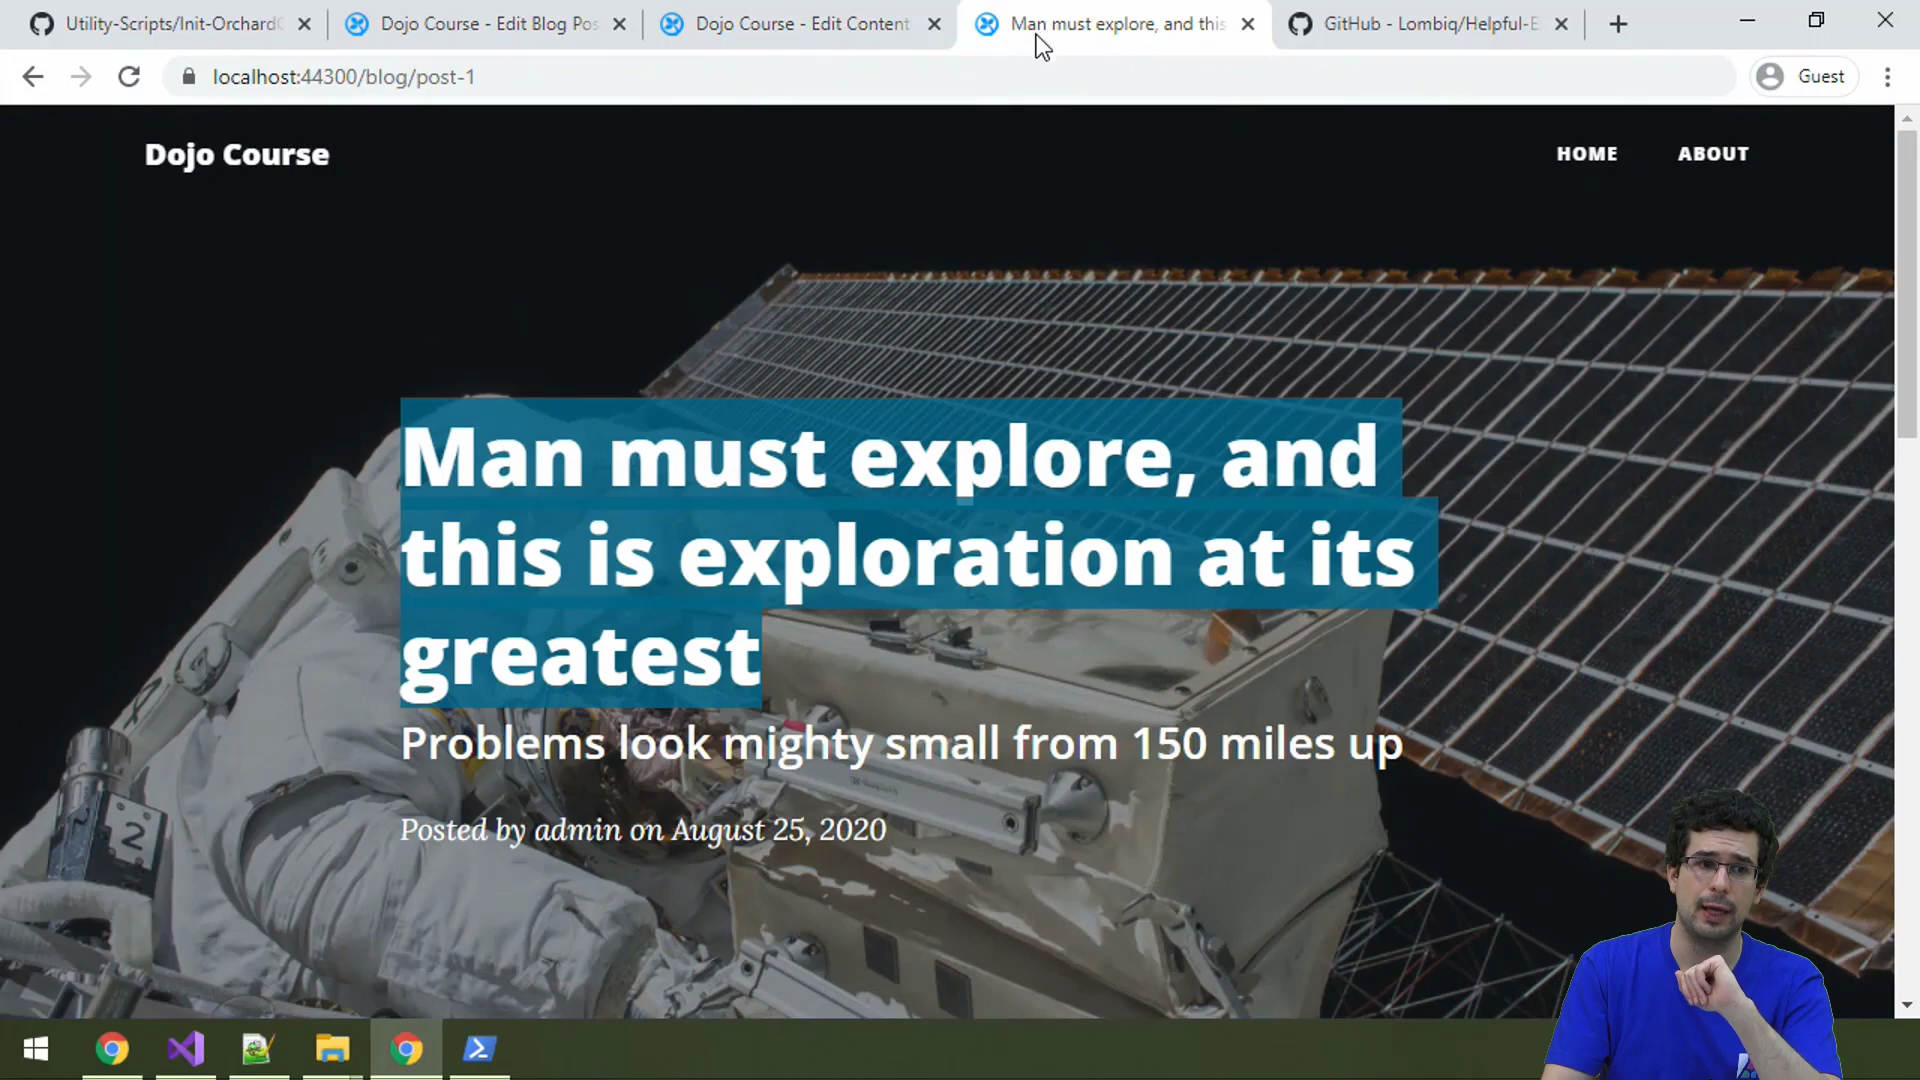 Utility-Scripts/Init-Orchard
Dojo Course - Edit Blog Pos
Dojo Course - Edit Content
Man must explore, and this
GitHub - Lombiq/Helpful-E
localhost:44300/blog/post-1
Guest
Dojo Course
HOME
ABOUT
Man must explore, and
this is exploration at its
greatest
Problems look mighty small from 150 miles up
Posted by admin on August 25, 2020
2